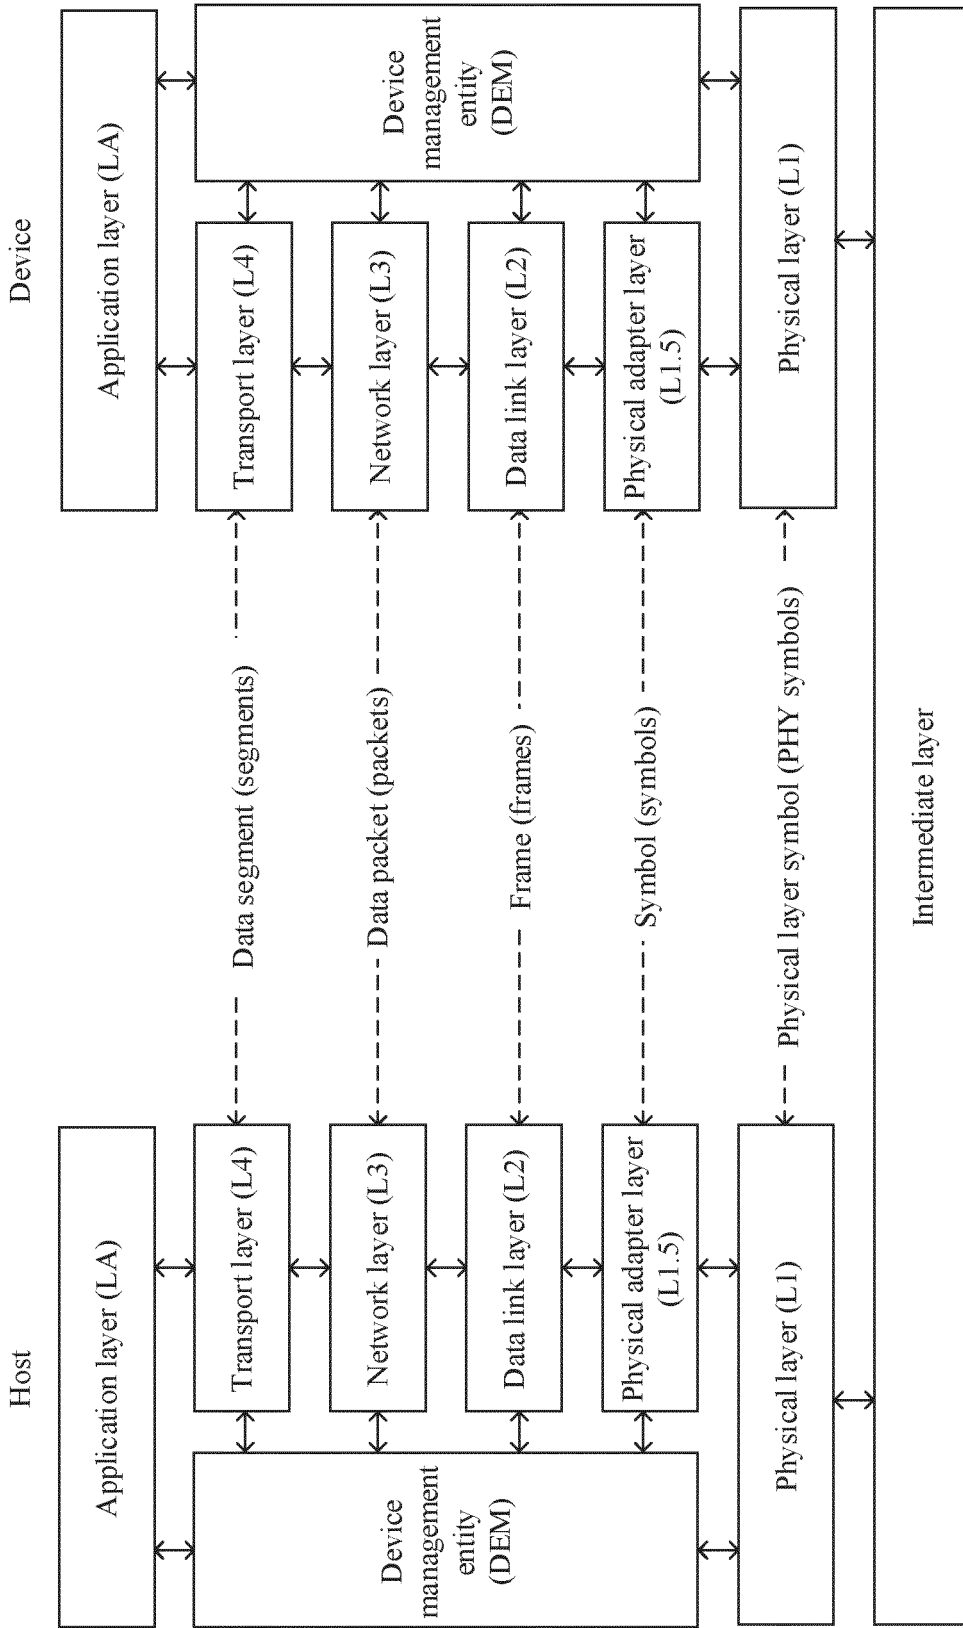 Host
Device
Application layer (LA)
Application layer (LA)
Device
management
entity
(DEM)
Transport layer (L4)
Data segment (segments)
Transport layer (L4)
Device
management
entity
(DEM)
Network layer (L3)
Data packet (packets)
Network layer (L3)
Data link layer (L2)
Frame (frames)
Data link layer (L2)
Physical adapter layer
(L1.5)
Symbol (symbols)
Physical adapter layer
(L1.5)
Physical layer (L1)
Physical layer symbol (PHY symbols)
Physical layer (L1)
Intermediate layer